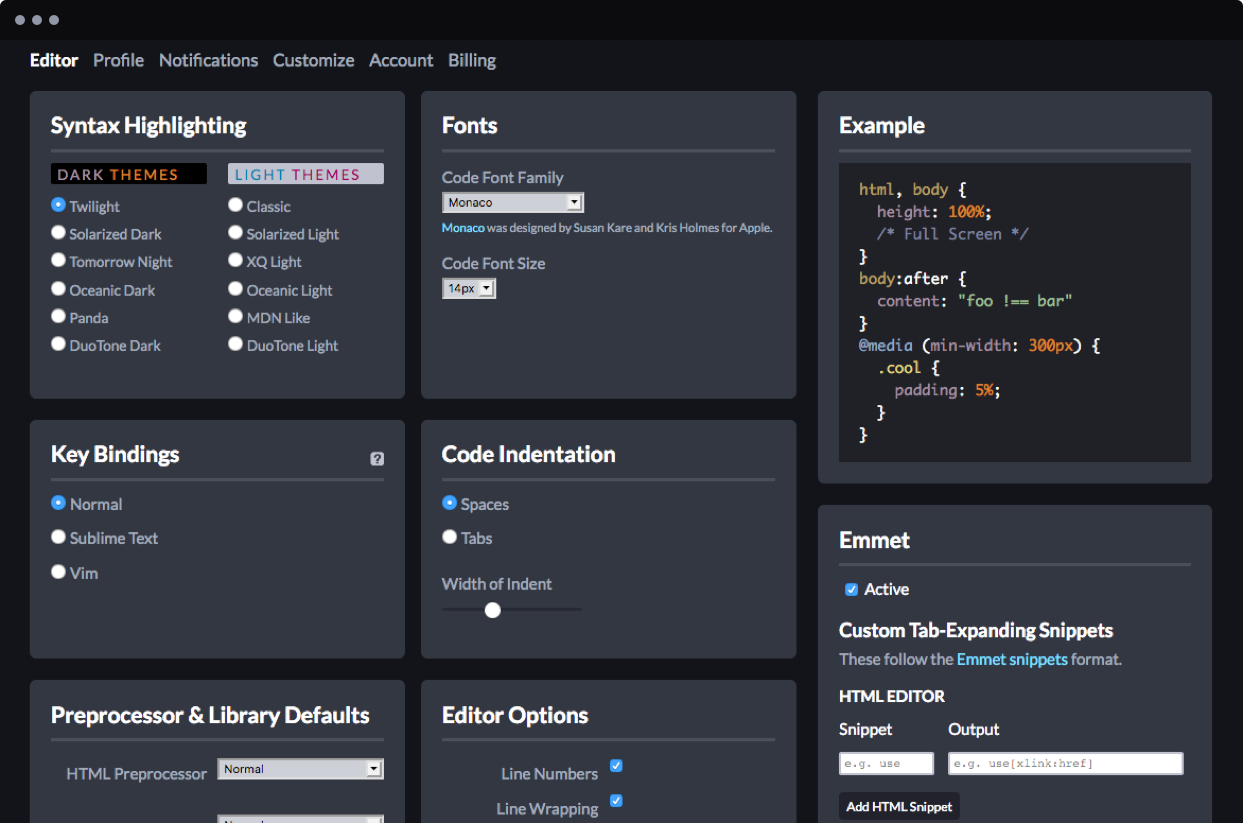 Editor Profile Notifications Customize Account Billing
Syntax Highlighting
DARK THEMES
Twilight
Solarized Dark
Tomorrow Night
Oceanic Dark
Panda
DuoTone Dark
LIGHT THEMES
Classic
Solarized Light
XQ Light
Oceanic Light
MDN Like
DuoTone Light
Fonts
Code Font Family
Monaco
Monaco was designed by Susan Kare and Kris Holmes for Apple.
Code Font Size
14px
Example
html, body {
  height: 100%;
  /* Full Screen */
}
body:after {
  content: "foo !== bar"
}
@media (min-width: 300px) {
  .cool {
    padding: 5%;
  }
}
Key Bindings
?
Normal
Sublime Text
Vim
Code Indentation
Spaces
Tabs
Width of Indent
Emmet
Active
Custom Tab-Expanding Snippets
These follow the Emmet snippets format.
HTML EDITOR
Snippet Output
e.g. use e.g. use[xlink:href]
Add HTML Snippet
Preprocessor & Library Defaults
HTML Preprocessor Normal
Editor Options
Line Numbers
Line Wrapping